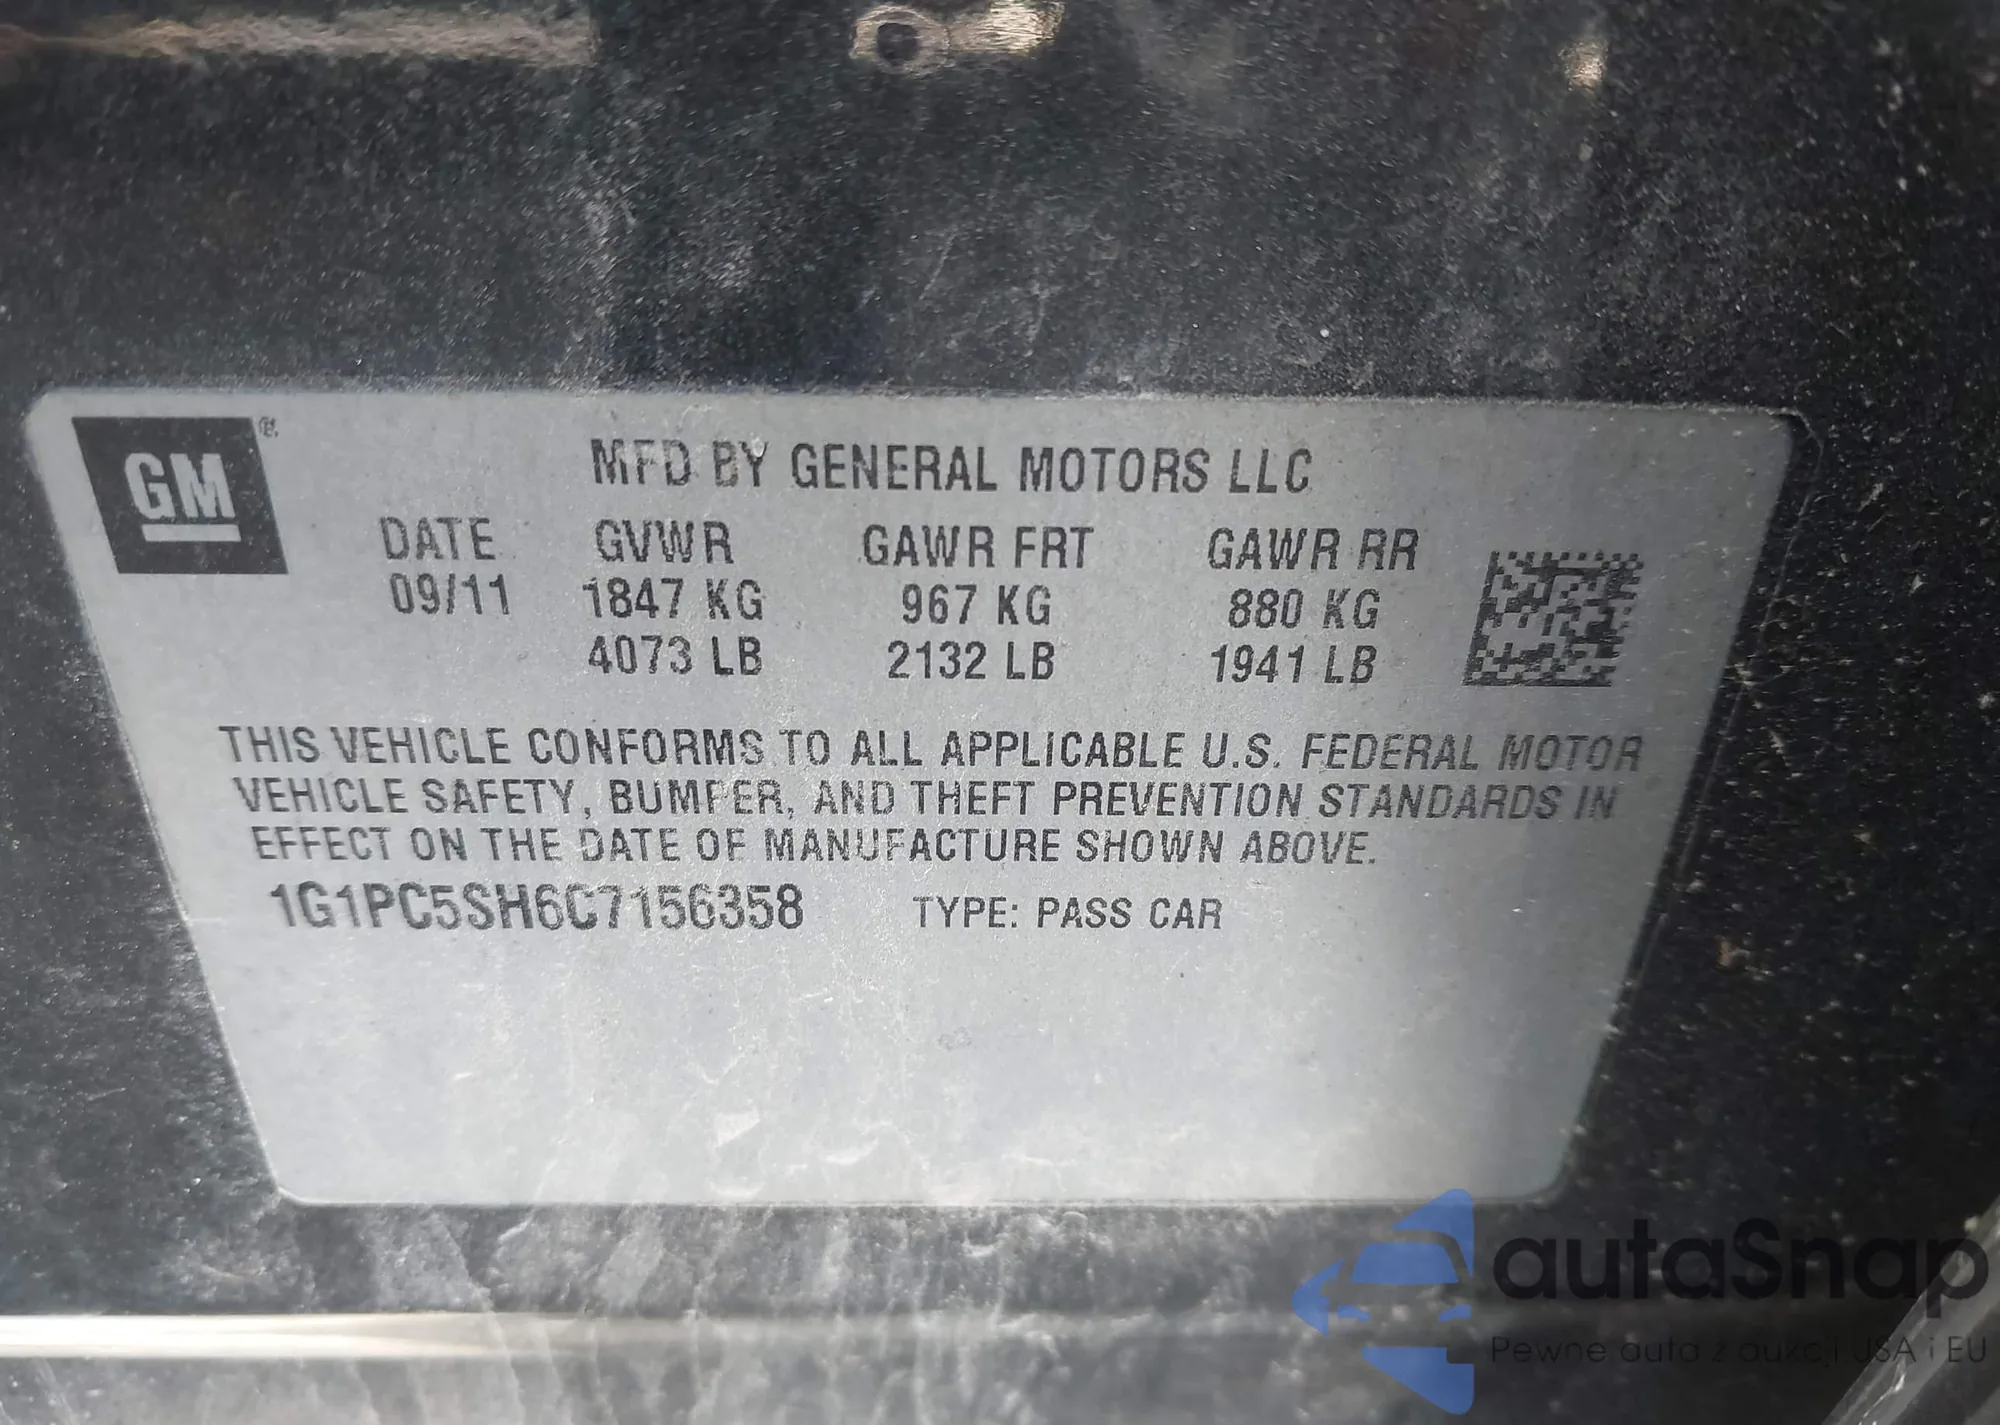 GM ®
MFD BY GENERAL MOTORS LLC
DATE GVWR GAWR FRT GAWR RR
09/11 1847 KG 967 KG 880 KG
4073 LB 2132 LB 1941 LB
THIS VEHICLE CONFORMS TO ALL APPLICABLE U.S. FEDERAL MOTOR
VEHICLE SAFETY, BUMPER, AND THEFT PREVENTION STANDARDS IN
EFFECT ON THE DATE OF MANUFACTURE SHOWN ABOVE.
1G1PC5SH6C7156358 TYPE: PASS CAR
autaSnap
Pewne auta z aukcji USA i EU